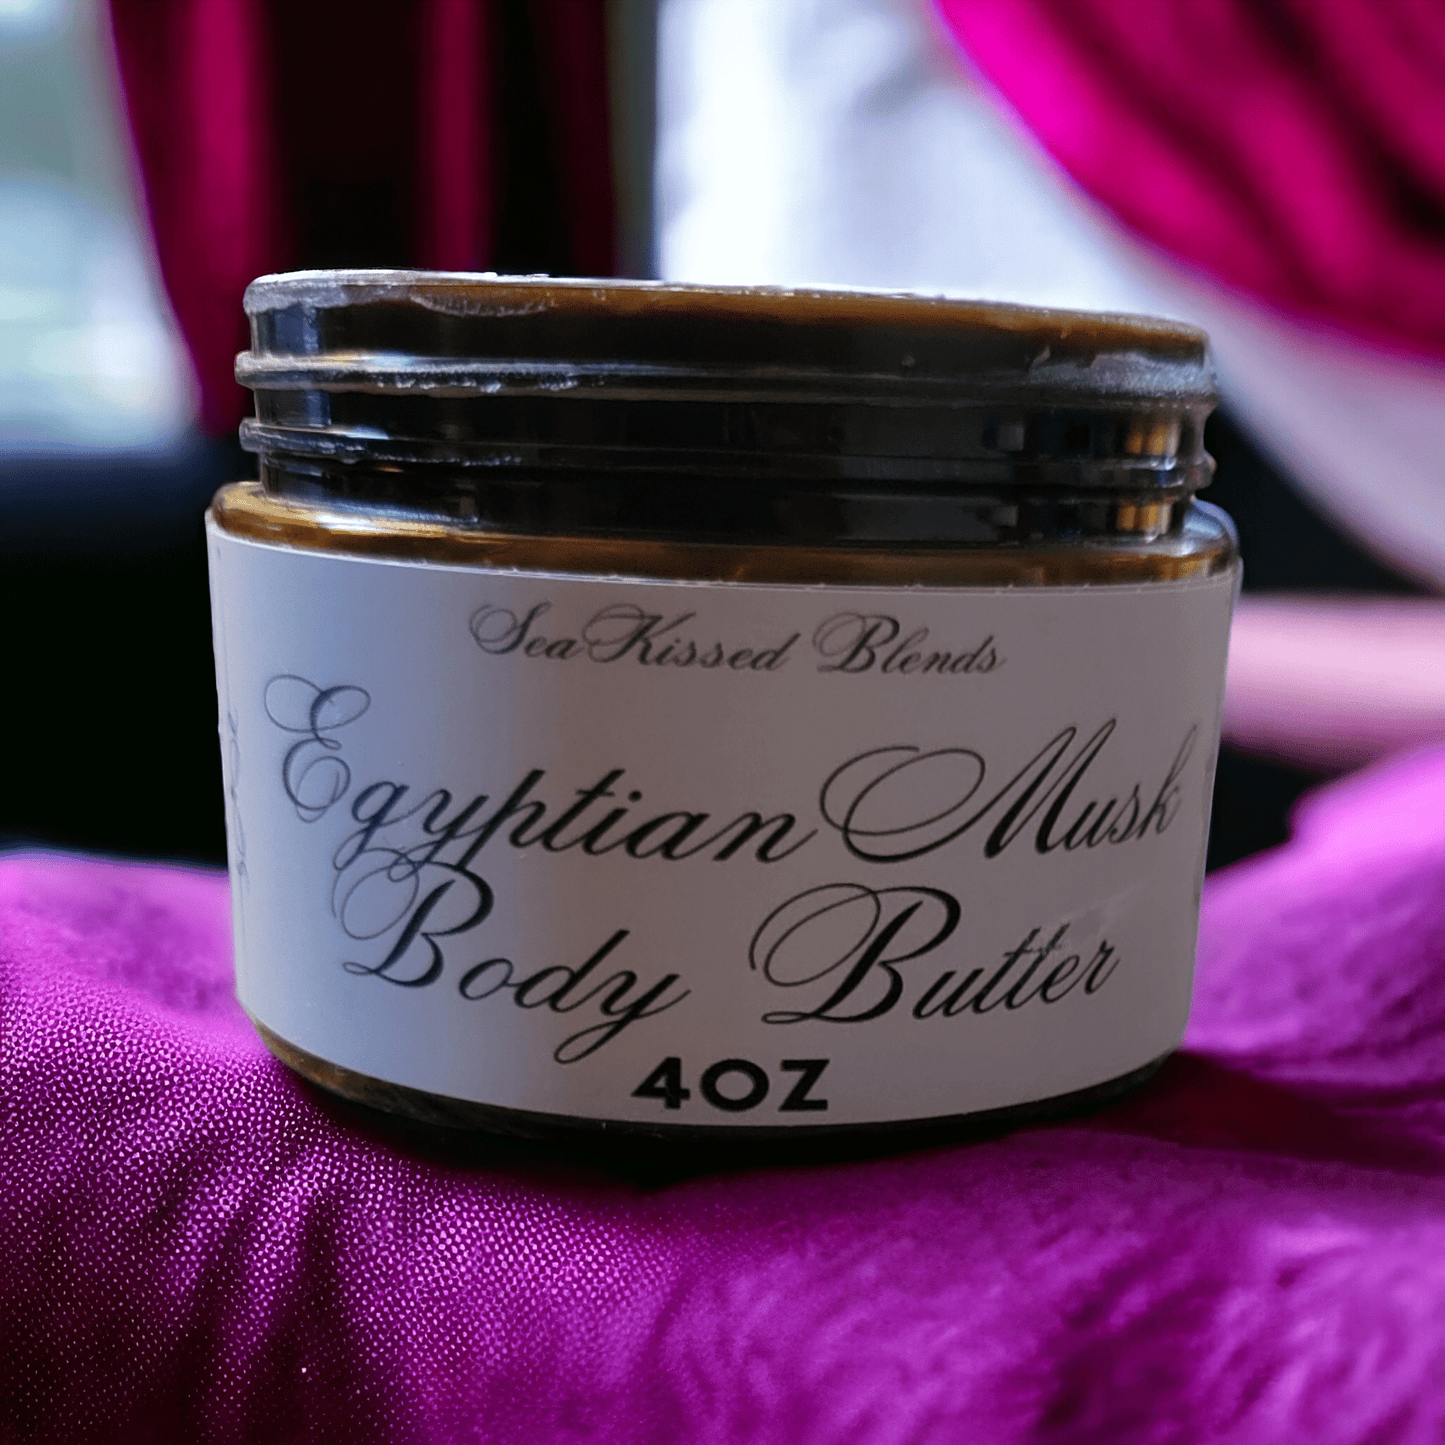 SeaKissed Blends
Egyptian Musk
Body Butter
4OZ